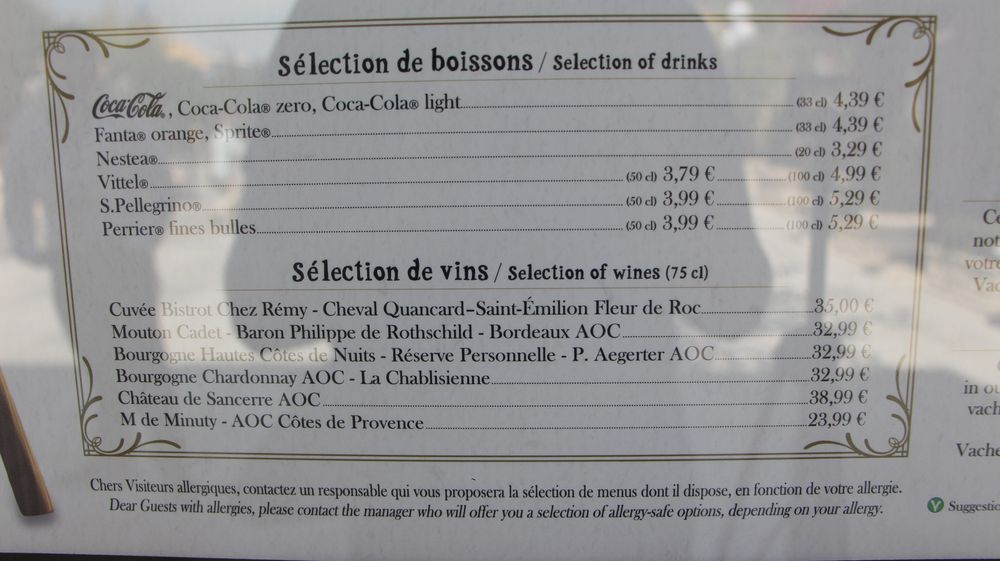 Sélection de boissons / Selection of drinks
Coca-Cola®, Coca-Cola® zero, Coca-Cola® light (33 cl) 4,39 €
Fanta® orange, Sprite® (33 cl) 4,39 €
Nestea® (20 cl) 3,29 €
Vittel® (50 cl) 3,79 € (100 cl) 4,99 €
S.Pellegrino® (50 cl) 3,99 € (100 cl) 5,29 €
Perrier® fines bulles (50 cl) 3,99 € (100 cl) 5,29 €
Sélection de vins / Selection of wines (75 cl)
Cuvée Bistrot Chez Rémy - Cheval Quancard-Saint-Émilion Fleur de Roc 35,00 €
Mouton Cadet - Baron Philippe de Rothschild - Bordeaux AOC 32,99 €
Bourgogne Hautes Côtes de Nuits - Réserve Personnelle - P. Aegerter AOC 32,99 €
Bourgogne Chardonnay AOC - La Chablisienne 32,99 €
Château de Sancerre AOC 38,99 €
M de Minuty - AOC Côtes de Provence 23,99 €
Chers Visiteurs allergiques, contactez un responsable qui vous proposera la sélection de menus dont il dispose, en fonction de votre allergie.
Dear Guests with allergies, please contact the manager who will offer you a selection of allergy-safe options, depending on your allergy.
not
votre
Vac
in ou
vach
Vache
V Suggestio